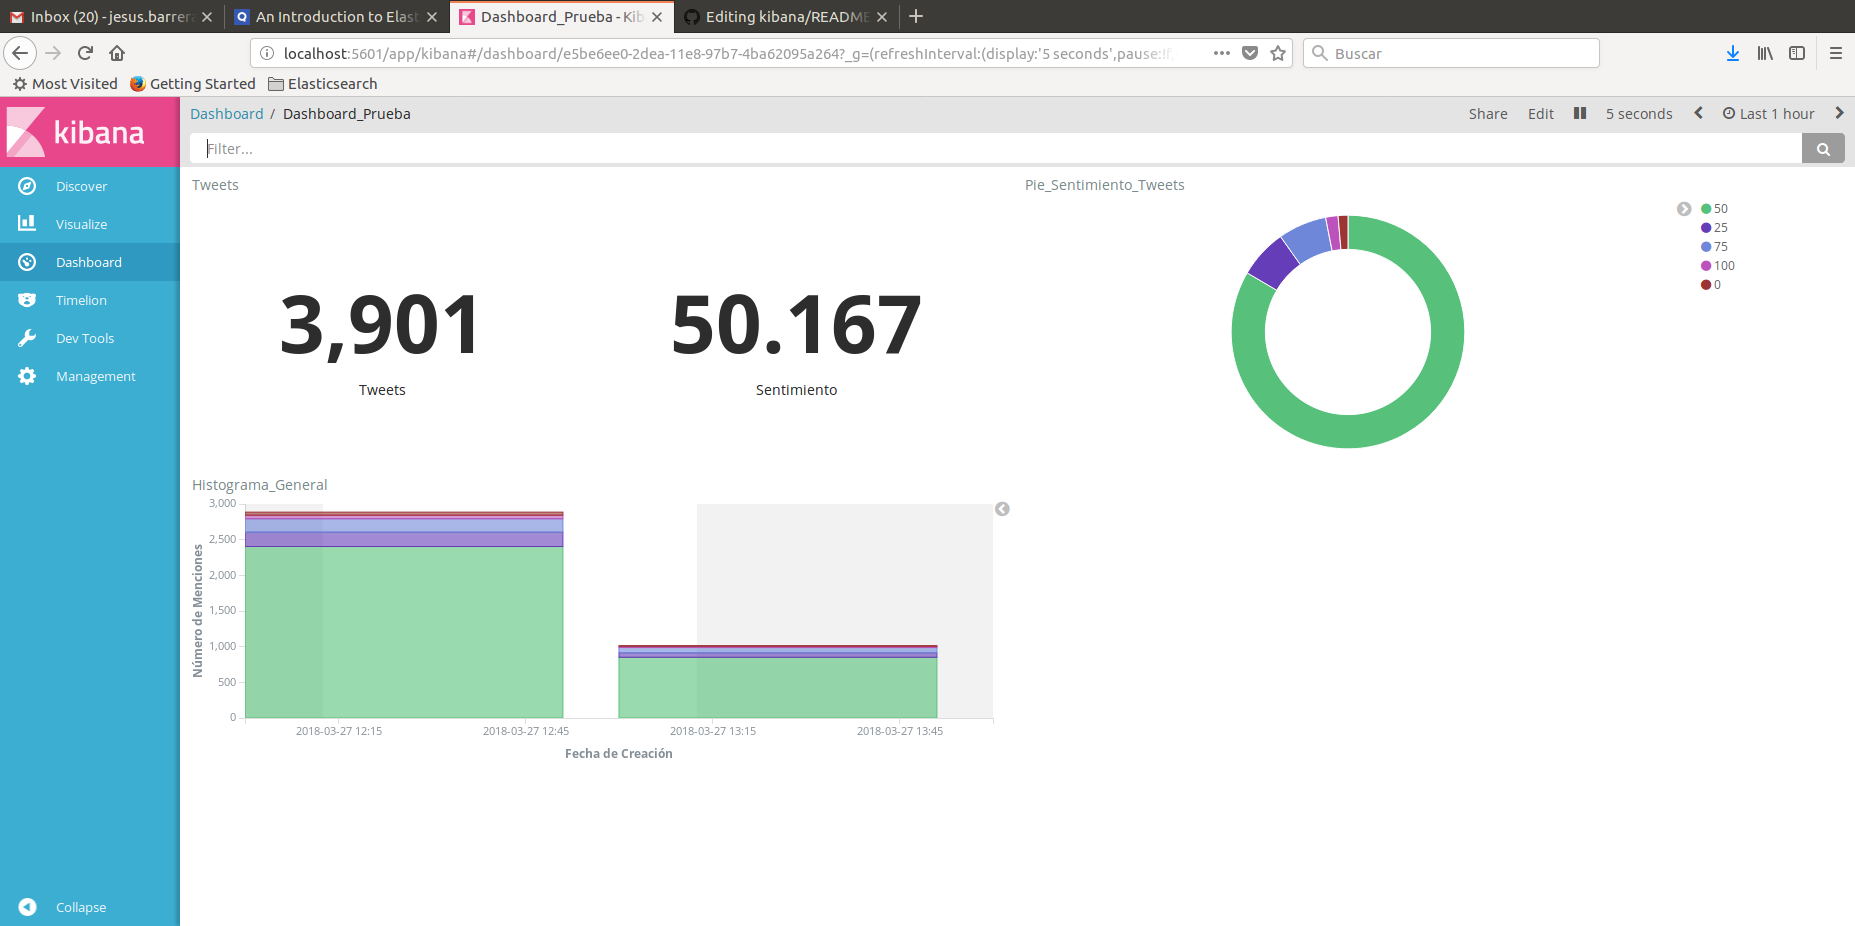 Inbox (20) - jesus.barrera
An Introduction to Elast
Dashboard_Prueba - Kib
Editing kibana/README
localhost:5601/app/kibana#/dashboard/e5be6ee0-2dea-11e8-97b7-4ba62095a264?_g=(refreshInterval:(display:'5 seconds',pause:!f,
Buscar
Most Visited
Getting Started
Elasticsearch
kibana
Dashboard / Dashboard_Prueba
Share
Edit
5 seconds
Last 1 hour
Filter...
Discover
Visualize
Dashboard
Timelion
Dev Tools
Management
Collapse
Tweets
3,901
Tweets
50.167
Sentimiento
Pie_Sentimiento_Tweets
50
25
75
100
0
Histograma_General
Número de Menciones
3,000
2,500
2,000
1,500
1,000
500
0
2018-03-27 12:15
2018-03-27 12:45
2018-03-27 13:15
2018-03-27 13:45
Fecha de Creación